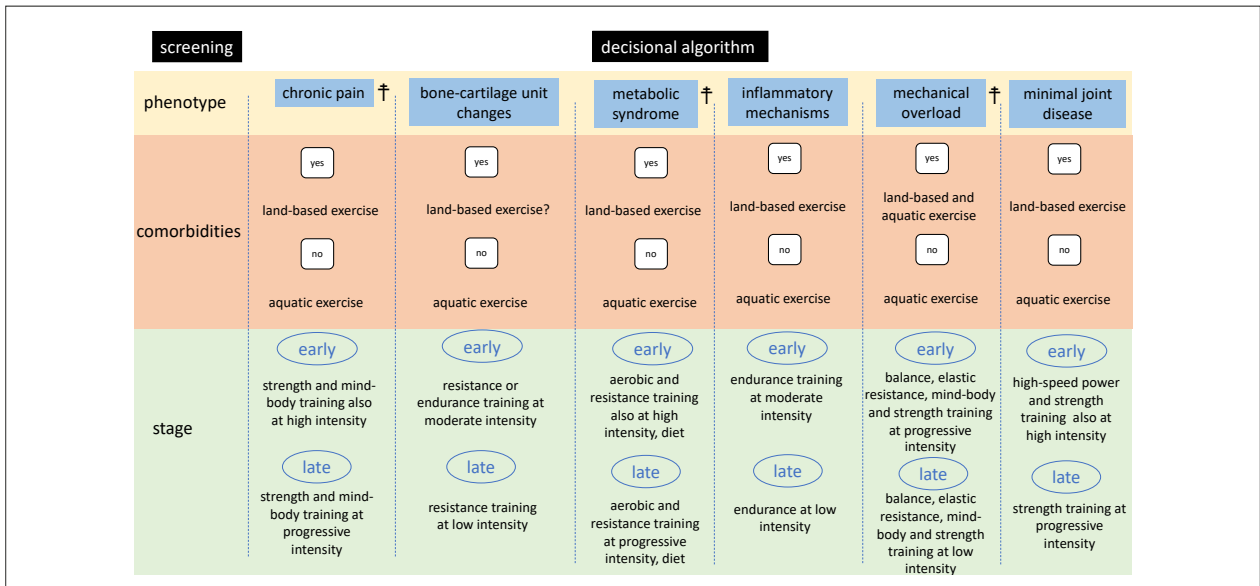 screening
decisional algorithm
phenotype
chronic pain ‡
bone-cartilage unit
changes
metabolic
syndrome ‡
inflammatory
mechanisms
mechanical
overload ‡
minimal joint
disease
comorbidities
yes
land-based exercise
no
aquatic exercise
yes
land-based exercise?
no
aquatic exercise
yes
land-based exercise
no
aquatic exercise
yes
land-based exercise
no
aquatic exercise
yes
land-based and
aquatic exercise
no
aquatic exercise
yes
land-based exercise
no
aquatic exercise
stage
early
strength and mind-
body training also
at high intensity
late
strength and mind-
body training at
progressive
intensity
early
resistance or
endurance training at
moderate intensity
late
resistance training
at low intensity
early
aerobic and
resistance training
also at high
intensity, diet
late
aerobic and
resistance training
at progressive
intensity, diet
early
endurance training
at moderate
intensity
late
endurance at low
intensity
early
balance, elastic
resistance, mind-body
and strength training
at progressive
intensity
late
balance, elastic
resistance, mind-
body and strength
training at low
intensity
early
high-speed power
and strength
training also at
high intensity
late
strength training at
progressive
intensity